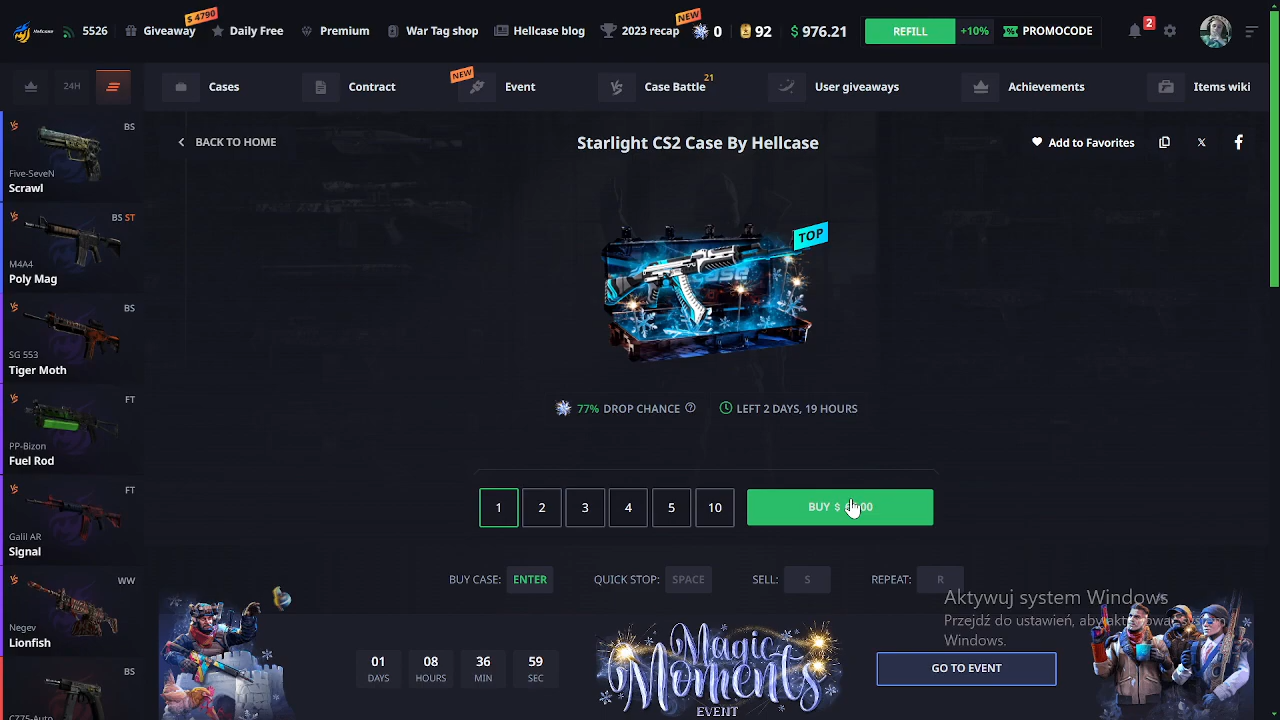 Hellcase
5526
Giveaway
$ 4790
Daily Free
Premium
War Tag shop
Hellcase blog
2023 recap
NEW
0
92
$ 976.21
REFILL
+10%
PROMOCODE
2
24H
Cases
Contract
NEW
Event
Case Battle
21
User giveaways
Achievements
Items wiki
BACK TO HOME
Starlight CS2 Case By Hellcase
Add to Favorites
TOP
77% DROP CHANCE
LEFT 2 DAYS, 19 HOURS
1
2
3
4
5
10
BUY $
BUY CASE: ENTER
QUICK STOP: SPACE
SELL: S
REPEAT: R
Aktywuj system Windows
Przejdź do ustawień, aby aktywować system
Windows.
01
DAYS
08
HOURS
36
MIN
59
SEC
Magic
Moments
EVENT
GO TO EVENT
BS
Five-SeveN
Scrawl
BS ST
M4A4
Poly Mag
BS
SG 553
Tiger Moth
FT
PP-Bizon
Fuel Rod
FT
Galil AR
Signal
WW
Negev
Lionfish
BS
CZ75-Auto